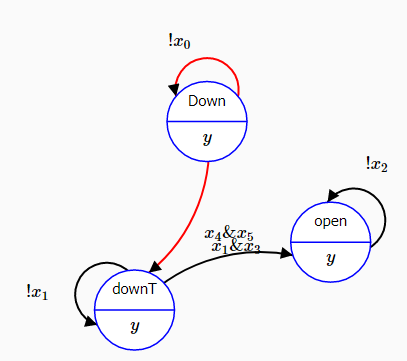 !x₀
Down
y
!x₂
open
y
x₄&x₅
x₁&x₃
!x₁
downT
y